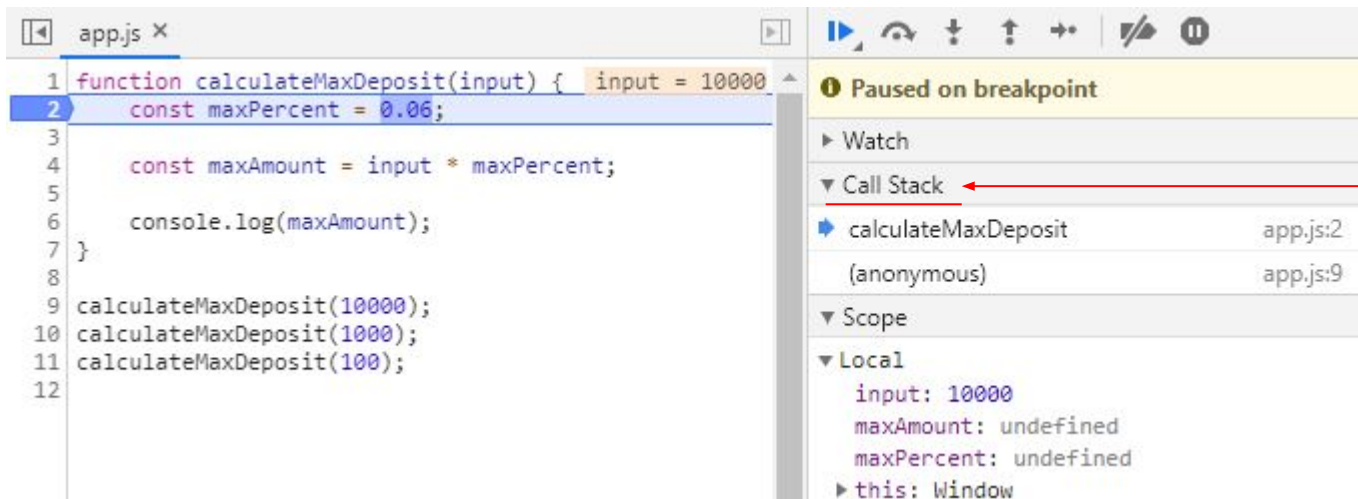 app.js ×
1 function calculateMaxDeposit(input) { input = 10000
2 const maxPercent = 0.06;
3
4 const maxAmount = input * maxPercent;
5
6 console.log(maxAmount);
7 }
8
9 calculateMaxDeposit(10000);
10 calculateMaxDeposit(1000);
11 calculateMaxDeposit(100);
12
Paused on breakpoint
Watch
Call Stack
calculateMaxDeposit app.js:2
(anonymous) app.js:9
Scope
Local
input: 10000
maxAmount: undefined
maxPercent: undefined
this: Window